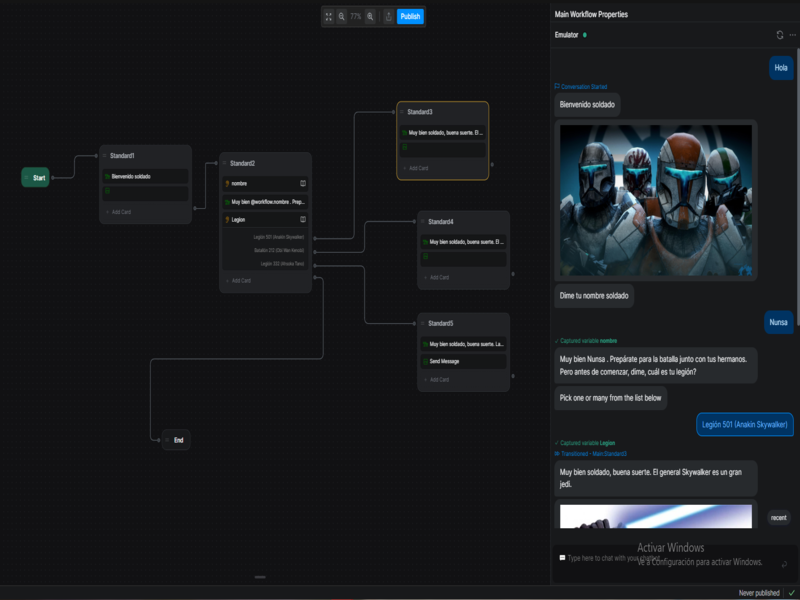 Main Workflow Properties
77%
Publish
Emulator
Hola
Conversation Started
Bienvenido soldado
Dime tu nombre soldado
Nunsa
Captured variable nombre
Muy bien Nunsa . Prepárate para la batalla junto con tus hermanos.
Pero antes de comenzar, dime, cuál es tu legión?
Pick one or many from the list below
Legión 501 (Anakin Skywalker)
Captured variable Legion
Transitioned - Main:Standard3
Muy bien soldado, buena suerte. El general Skywalker es un gran
jedi.
recent
Type here to chat with your chatbot
Activar Windows
Ve a Configuración para activar Windows.
Never published
Start
Standard1
Bienvenido soldado
Add Card
Standard2
nombre
Muy bien @workflow.nombre . Prep...
Legion
Legión 501 (Anakin Skywalker)
Legión 332 (Ahsoka Tano)
Add Card
Standard3
Muy bien soldado, buena suerte. El ...
Add Card
Standard4
Muy bien soldado, buena suerte. El ...
Add Card
Standard5
Muy bien soldado, buena suerte. La...
Send Message
Add Card
End